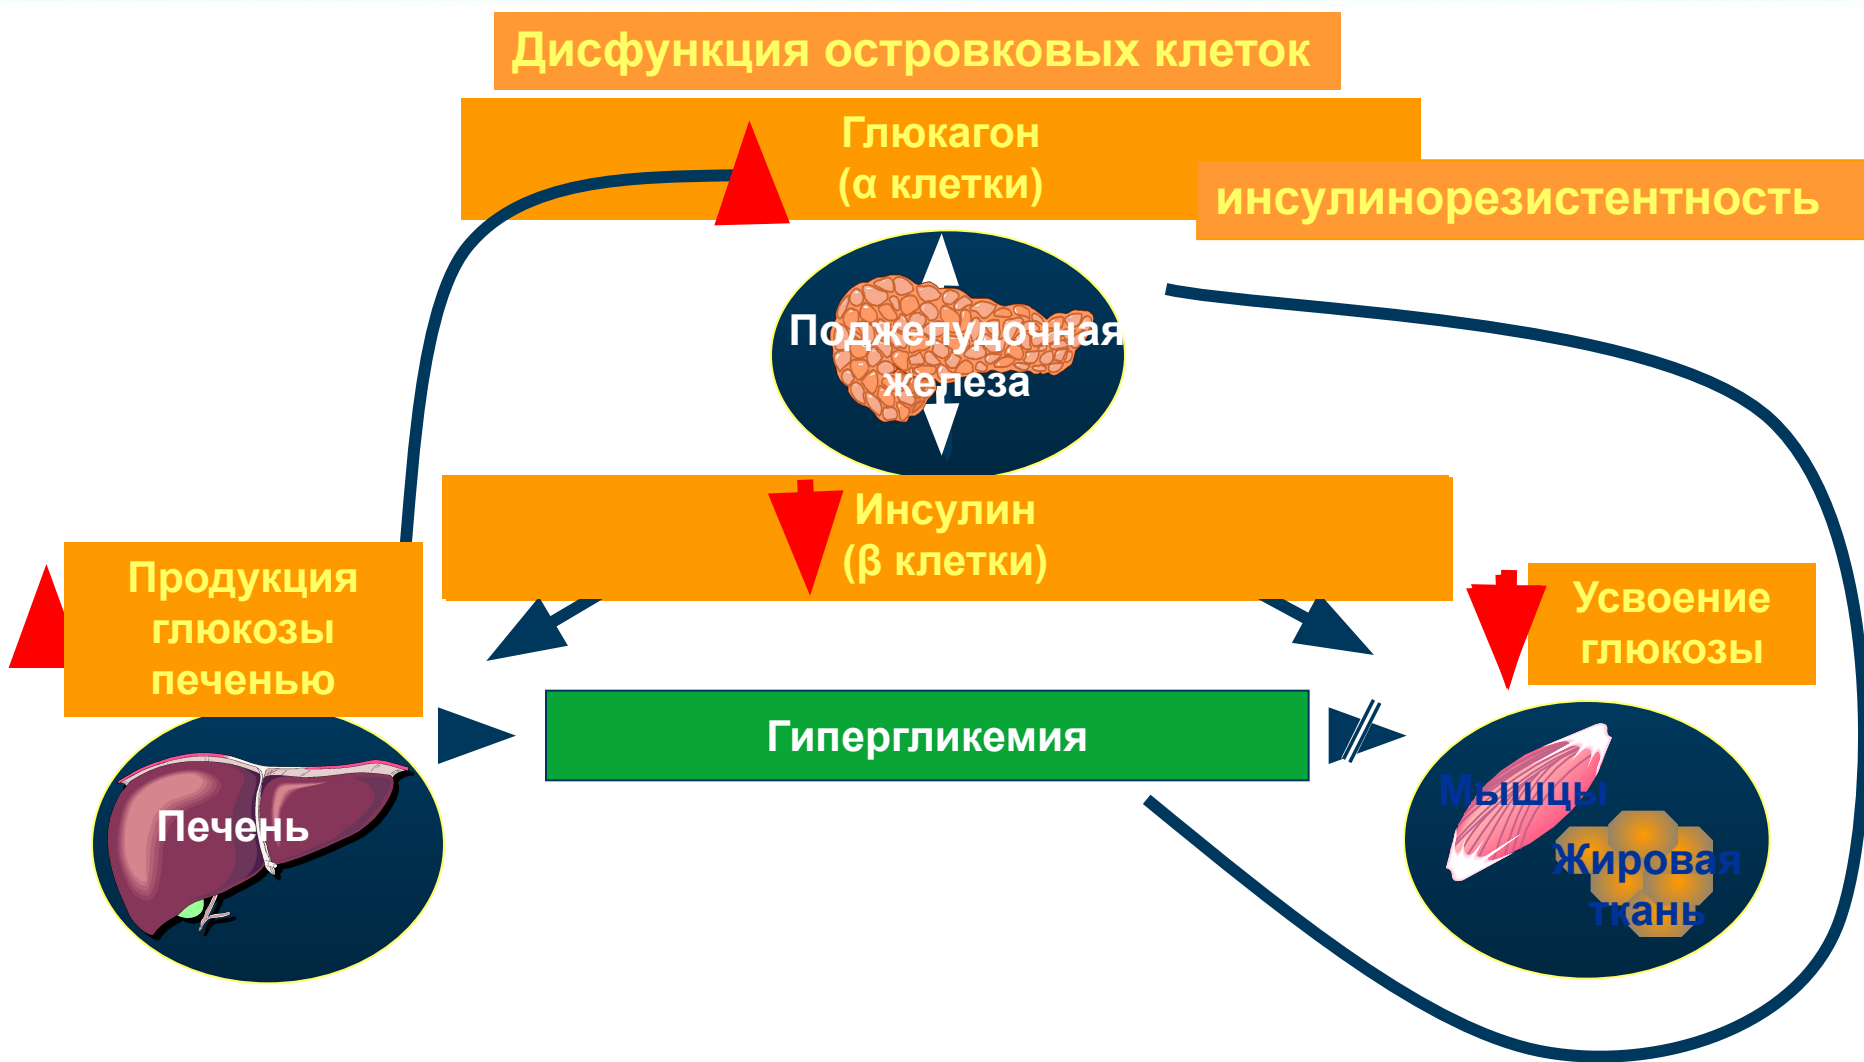 Дисфункция островковых клеток
Глюкагон
(α клетки)
инсулинорезистентность
Поджелудочная
железа
Инсулин
(β клетки)
Продукция
глюкозы
печенью
Усвоение
глюкозы
Гипергликемия
Печень
Мышцы
Жировая
ткань